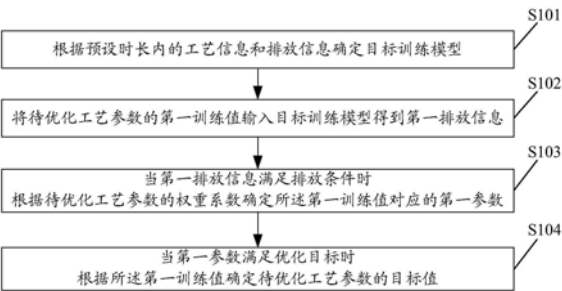 S101
根据预设时长内的工艺信息和排放信息确定目标训练模型
S102
将待优化工艺参数的第一训练值输入目标训练模型得到第一排放信息
S103
当第一排放信息满足排放条件时
根据待优化工艺参数的权重系数确定所述第一训练值对应的第一参数
S104
当第一参数满足优化目标时
根据所述第一训练值确定待优化工艺参数的目标值